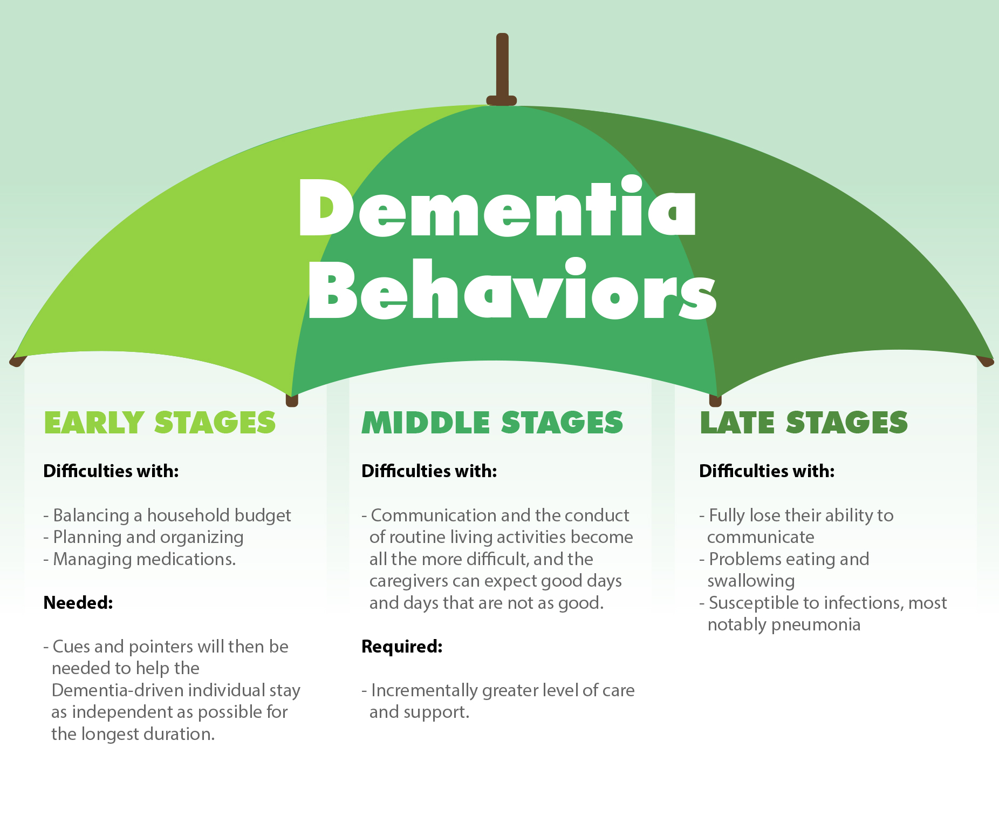 Dementia
Behaviors
EARLY STAGES
Difficulties with:
- Balancing a household budget
- Planning and organizing
- Managing medications.
Needed:
- Cues and pointers will then be
needed to help the
Dementia-driven individual stay
as independent as possible for
the longest duration.
MIDDLE STAGES
Difficulties with:
- Communication and the conduct
of routine living activities become
all the more difficult, and the
caregivers can expect good days
and days that are not as good.
Required:
- Incrementally greater level of care
and support.
LATE STAGES
Difficulties with:
- Fully lose their ability to
communicate
- Problems eating and
swallowing
- Susceptible to infections, most
notably pneumonia